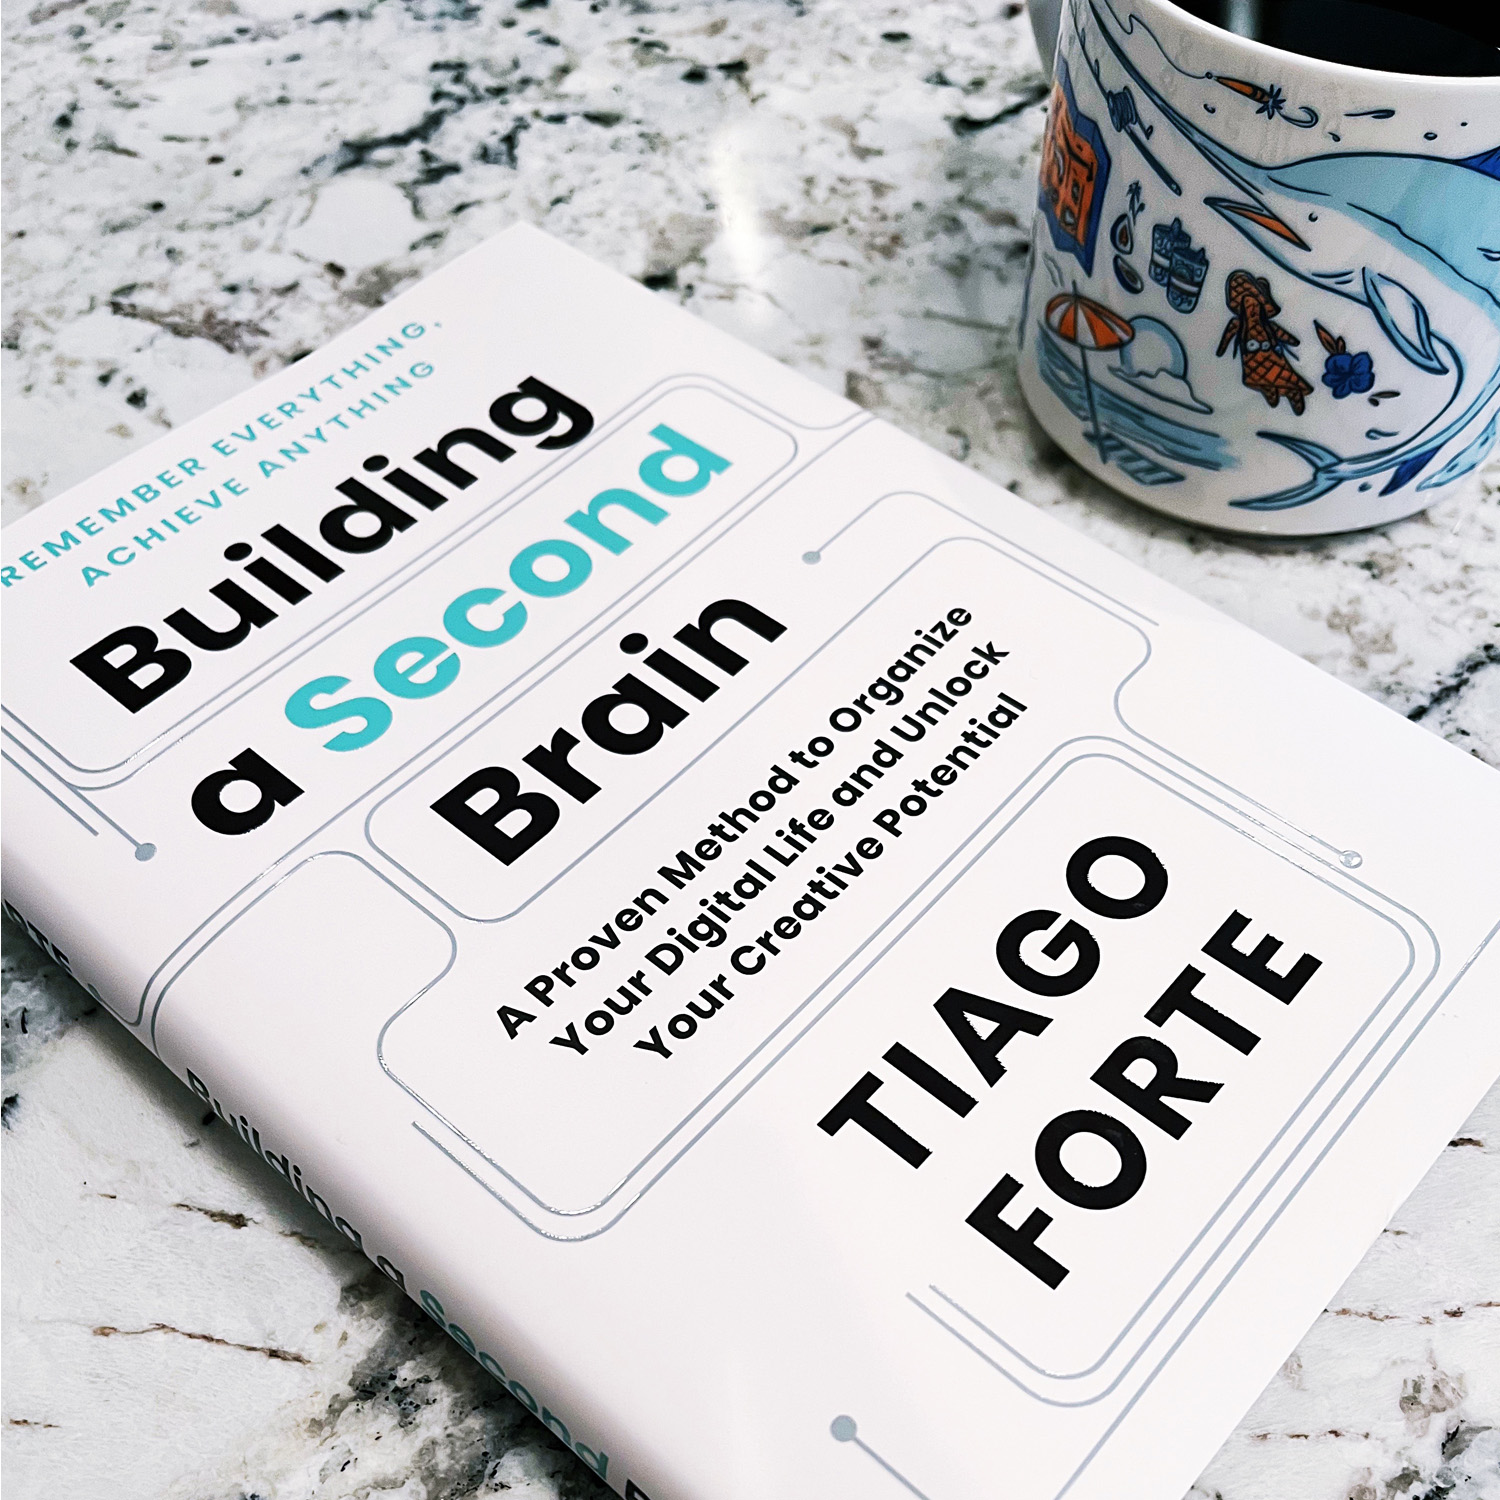 REMEMBER EVERYTHING,
ACHIEVE ANYTHING
Building
a Second
Brain
A Proven Method to Organize
Your Digital Life and Unlock
Your Creative Potential
TIAGO
FORTE
Building a Second